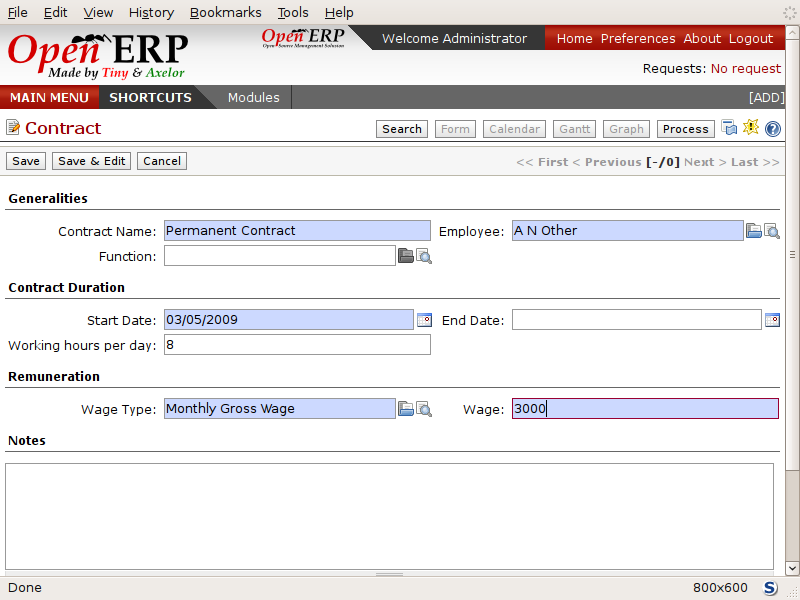 File Edit View History Bookmarks Tools Help
Open ERP
Made by Tiny & Axelor
Open ERP
Open Source Management Solution
Welcome Administrator
Home Preferences About Logout
Requests: No request
MAIN MENU SHORTCUTS Modules [ADD]
Contract Search Form Calendar Gantt Graph Process
Save Save & Edit Cancel << First < Previous [-/0] Next > Last >>
Generalities
Contract Name: Permanent Contract Employee: A N Other
Function:
Contract Duration
Start Date: 03/05/2009 End Date:
Working hours per day: 8
Remuneration
Wage Type: Monthly Gross Wage Wage: 3000
Notes
Done 800x600 S